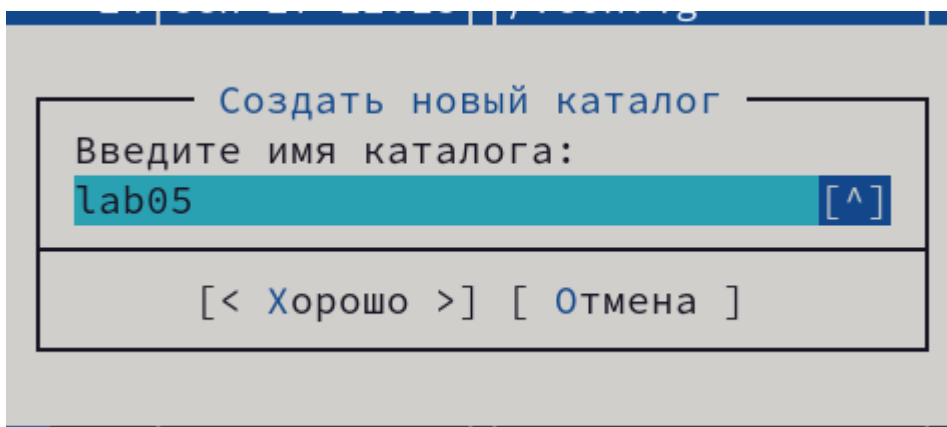 Создать новый каталог
Введите имя каталога:
lab05 [^]
[< Хорошо >] [ Отмена ]